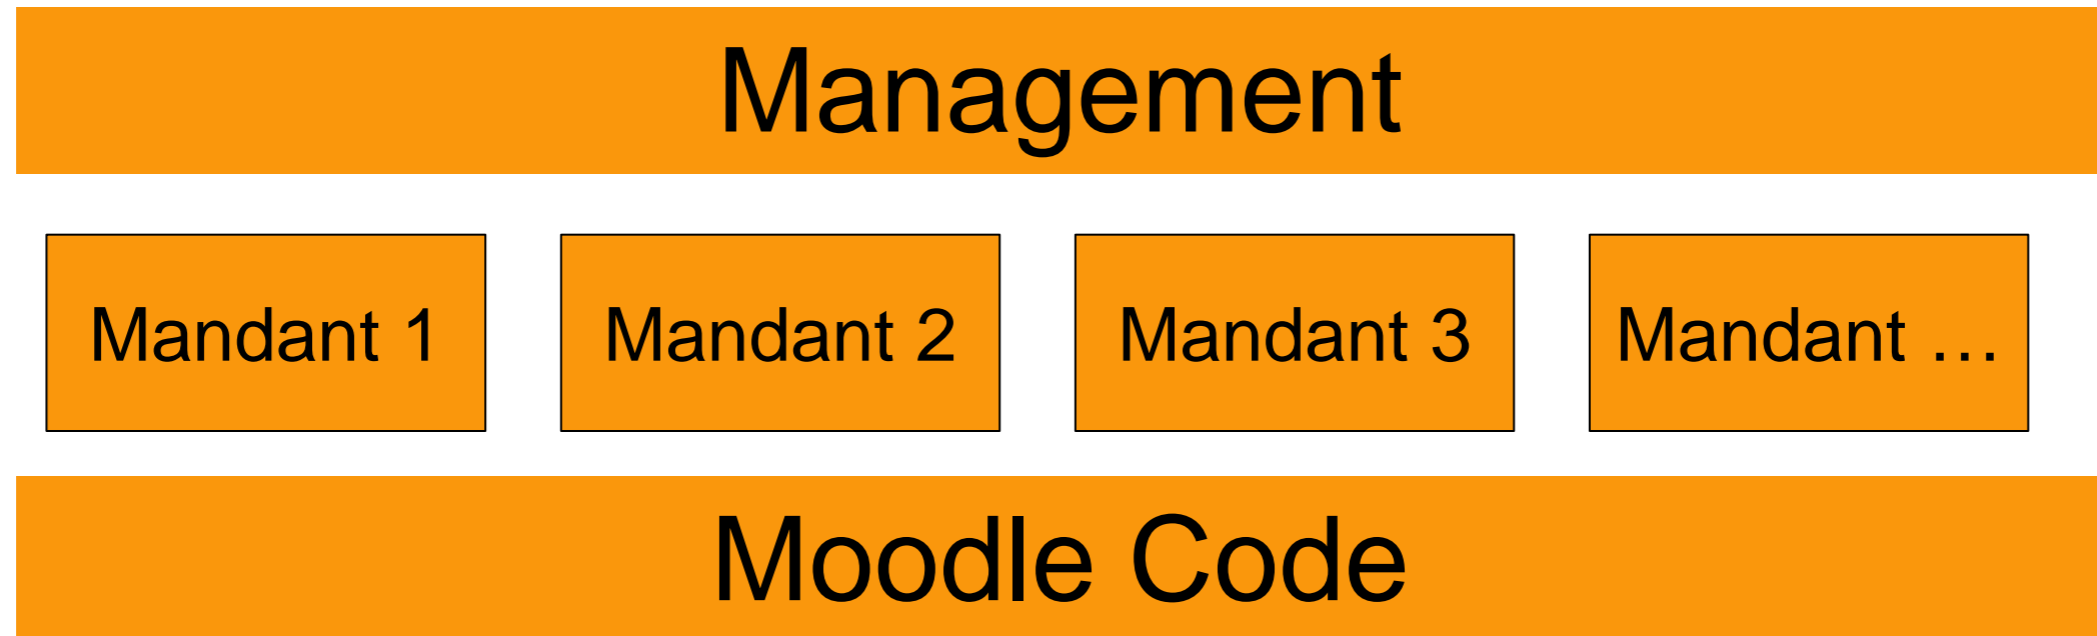 Management
Mandant 1
Mandant 2
Mandant 3
Mandant …
Moodle Code